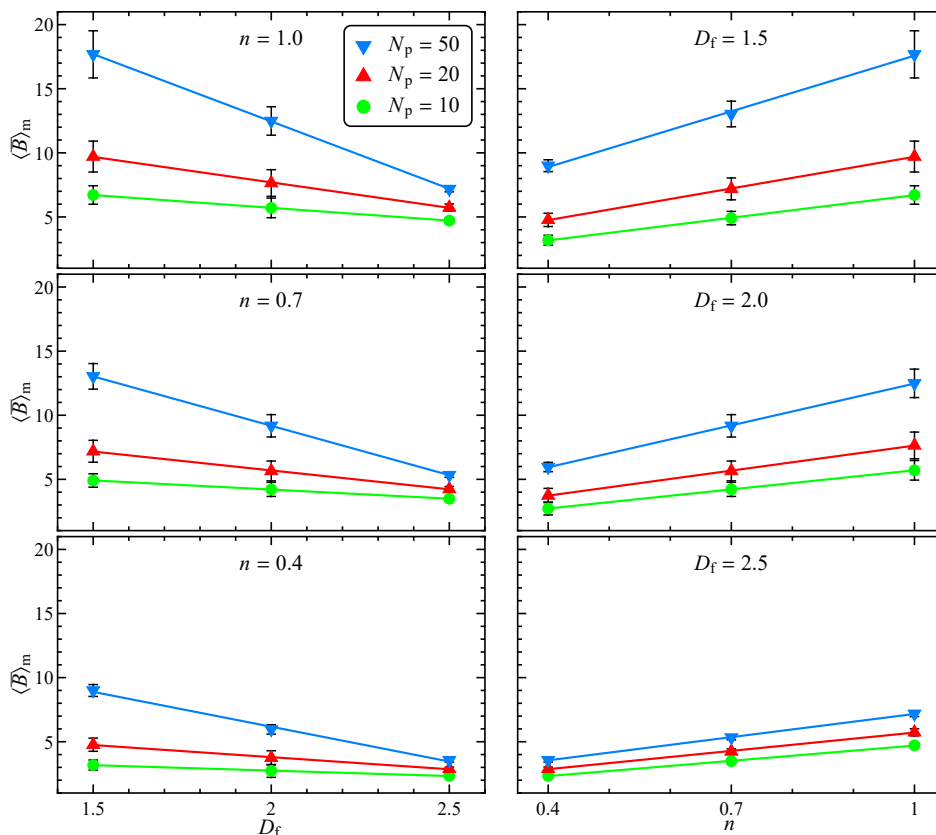 n = 1.0
N_p = 50
N_p = 20
N_p = 10
20
15
10
5
⟨B̅⟩_m
D_f = 1.5
n = 0.7
20
15
10
5
⟨B̅⟩_m
D_f = 2.0
n = 0.4
20
15
10
5
⟨B̅⟩_m
D_f = 2.5
1.5 2 2.5
D_f
0.4 0.7 1
n